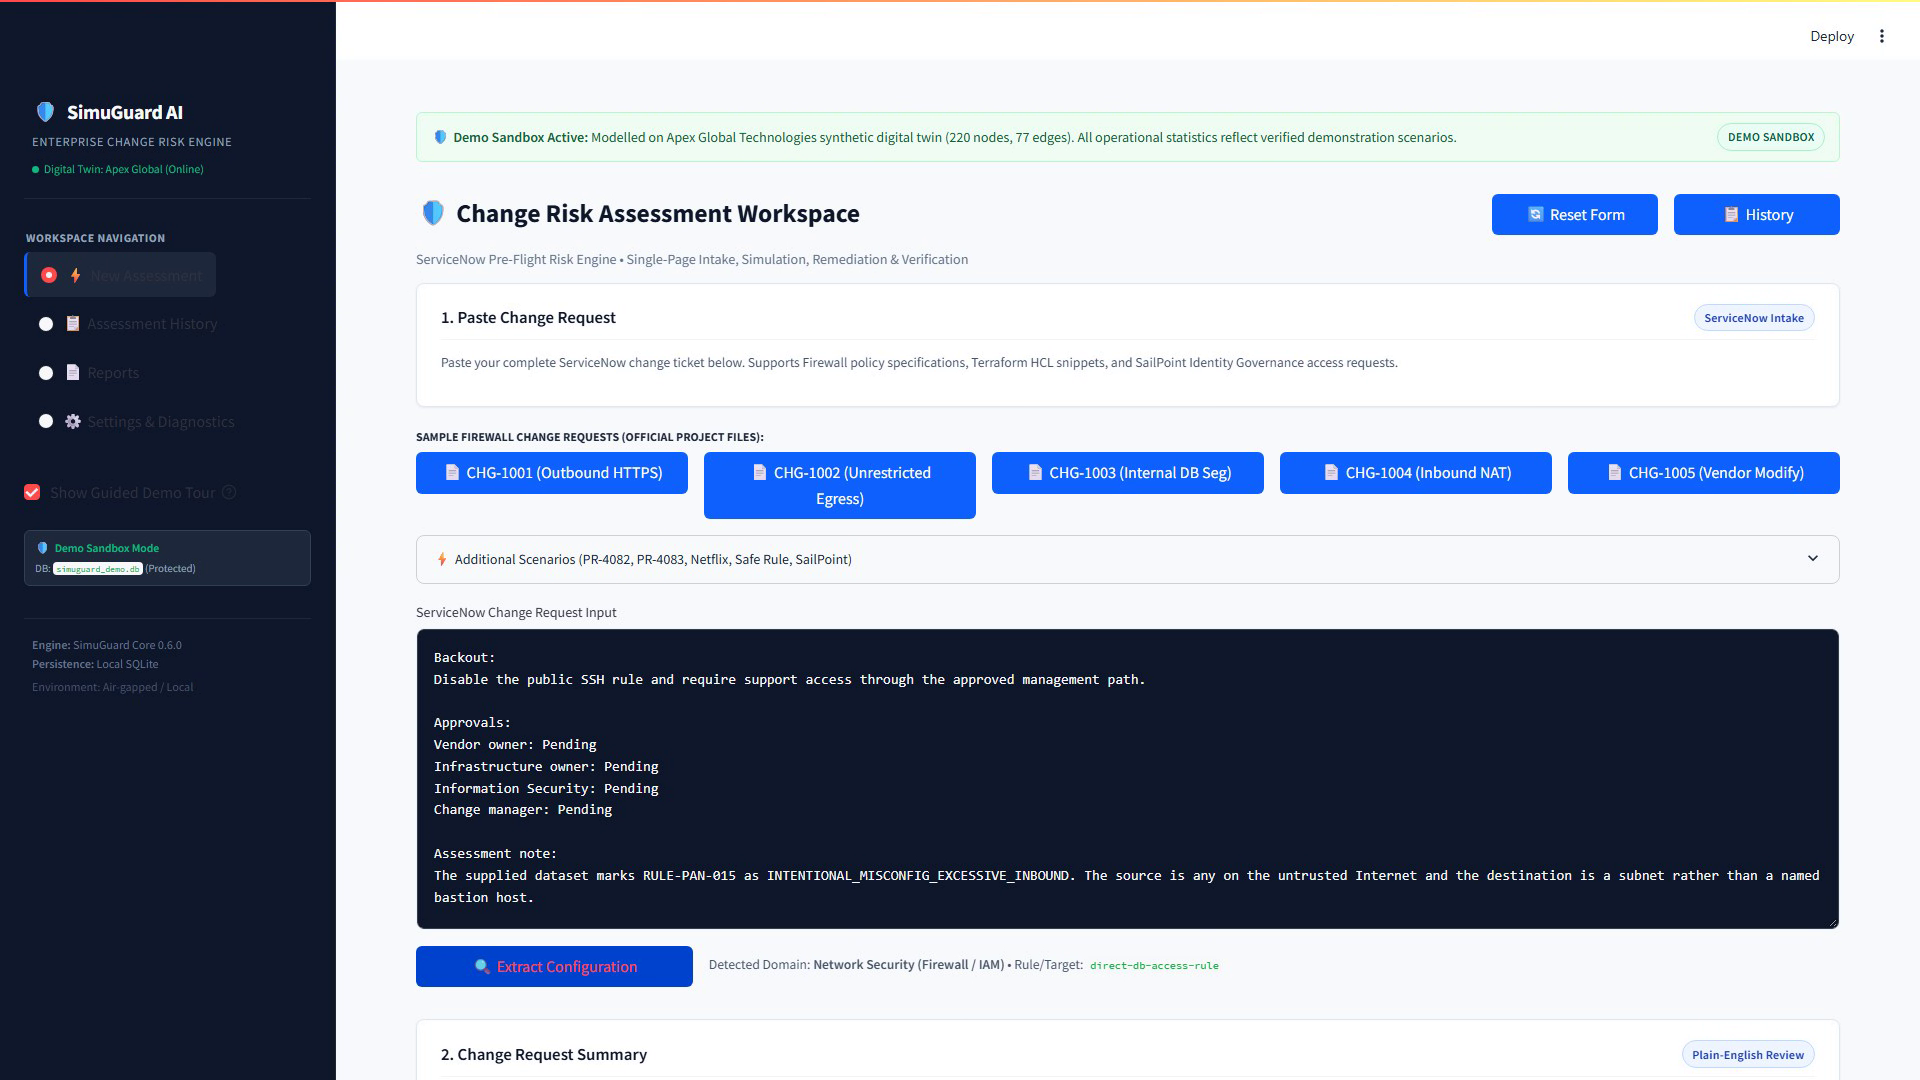 Deploy
SimuGuard AI
ENTERPRISE CHANGE RISK ENGINE
Digital Twin: Apex Global (Online)
WORKSPACE NAVIGATION
New Assessment
Assessment History
Reports
Settings & Diagnostics
Show Guided Demo Tour
Demo Sandbox Mode
DB: simuguard_demo.db (Protected)
Engine: SimuGuard Core 0.6.0
Persistence: Local SQLite
Environment: Air-gapped / Local
Demo Sandbox Active: Modelled on Apex Global Technologies synthetic digital twin (220 nodes, 77 edges). All operational statistics reflect verified demonstration scenarios.
DEMO SANDBOX
Change Risk Assessment Workspace
Reset Form
History
ServiceNow Pre-Flight Risk Engine • Single-Page Intake, Simulation, Remediation & Verification
1. Paste Change Request
ServiceNow Intake
Paste your complete ServiceNow change ticket below. Supports Firewall policy specifications, Terraform HCL snippets, and SailPoint Identity Governance access requests.
SAMPLE FIREWALL CHANGE REQUESTS (OFFICIAL PROJECT FILES):
CHG-1001 (Outbound HTTPS)
CHG-1002 (Unrestricted
Egress)
CHG-1003 (Internal DB Seg)
CHG-1004 (Inbound NAT)
CHG-1005 (Vendor Modify)
Additional Scenarios (PR-4082, PR-4083, Netflix, Safe Rule, SailPoint)
ServiceNow Change Request Input
Backout:
Disable the public SSH rule and require support access through the approved management path.
Approvals:
Vendor owner: Pending
Infrastructure owner: Pending
Information Security: Pending
Change manager: Pending
Assessment note:
The supplied dataset marks RULE-PAN-015 as INTENTIONAL_MISCONFIG_EXCESSIVE_INBOUND. The source is any on the untrusted Internet and the destination is a subnet rather than a named
bastion host.
Extract Configuration
Detected Domain: Network Security (Firewall / IAM) • Rule/Target: direct-db-access-rule
2. Change Request Summary
Plain-English Review